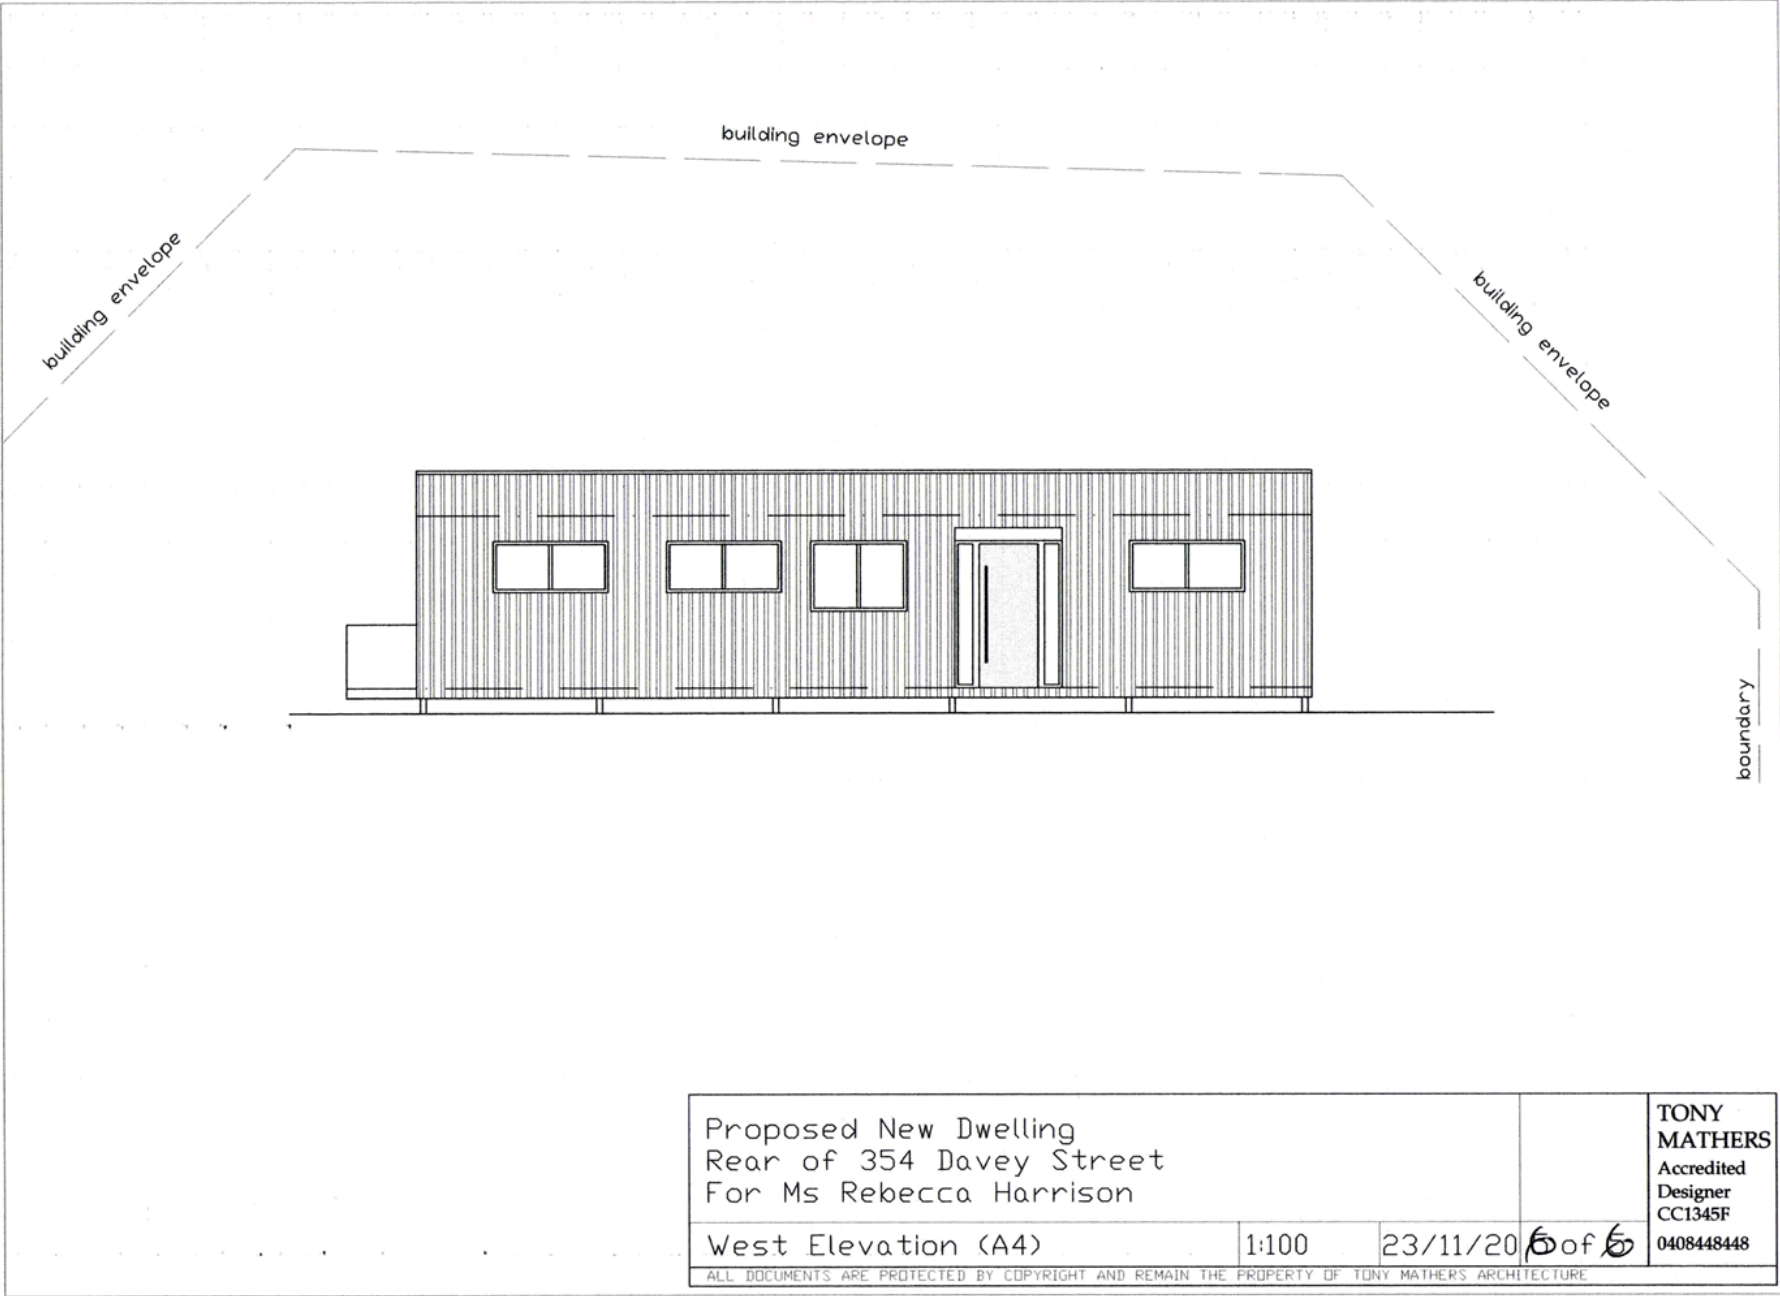 building envelope
building envelope
building envelope
boundary
Proposed New Dwelling
Rear of 354 Davey Street
For Ms Rebecca Harrison
West Elevation (A4)
1:100
23/11/20
6 of 6
TONY
MATHERS
Accredited
Designer
CC1345F
0408448448
ALL DOCUMENTS ARE PROTECTED BY COPYRIGHT AND REMAIN THE PROPERTY OF TONY MATHERS ARCHITECTURE